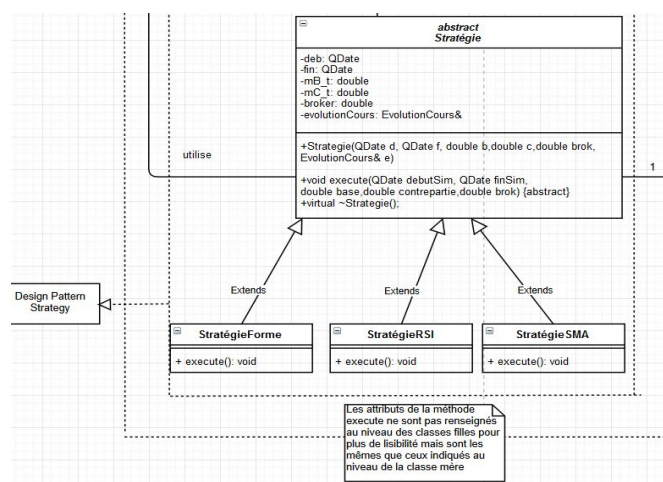 abstract
Stratégie
-deb: QDate
-fin: QDate
-mB_t: double
-mC_t: double
-broker: double
-evolutionCours: EvolutionCours&
+Strategie(QDate d, QDate f, double b,double c,double brok,
EvolutionCours& e)
+void execute(QDate debutSim, QDate finSim,
double base,double contrepartie,double brok) {abstract}
+virtual ~Strategie();
utilise
1
Extends
Extends
Extends
Design Pattern
Strategy
StratégieForme
+ execute(): void
StratégieRSI
+ execute(): void
StratégieSMA
+ execute(): void
Les attributs de la méthode
execute ne sont pas renseignés
au niveau des classes filles pour
plus de lisibilité mais sont les
mêmes que ceux indiqués au
niveau de la classe mère